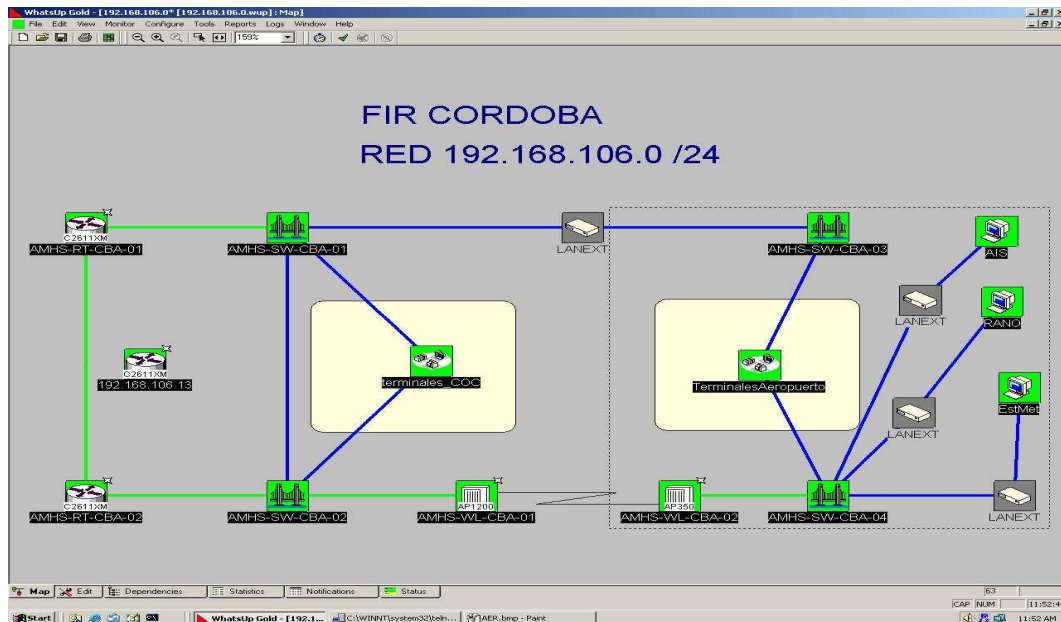 WhatsUp Gold - [192.168.106.0* [192.168.106.0.wup] : Map]
File Edit View Monitor Configure Tools Reports Logs Window Help
159%
FIR CORDOBA
RED 192.168.106.0 /24
C2611XM
AMHS-RT-CBA-01
AMHS-SW-CBA-01
LANEXT
AMHS-SW-CBA-03
AIS
LANEXT
RANO
C2611XM
192.168.106.13
terminales_COC
TerminalesAeropuerto
EstMet
LANEXT
C2611XM
AMHS-RT-CBA-02
AMHS-SW-CBA-02
AP1200
AMHS-WL-CBA-01
AP350
AMHS-WL-CBA-02
AMHS-SW-CBA-04
LANEXT
Map Edit Dependencies Statistics Notifications Status
63
CAP NUM 11:52:4
Start WhatsUp Gold - [192.1... C:\WINNT\system32\teln... AER.bmp - Paint 11:52 AM